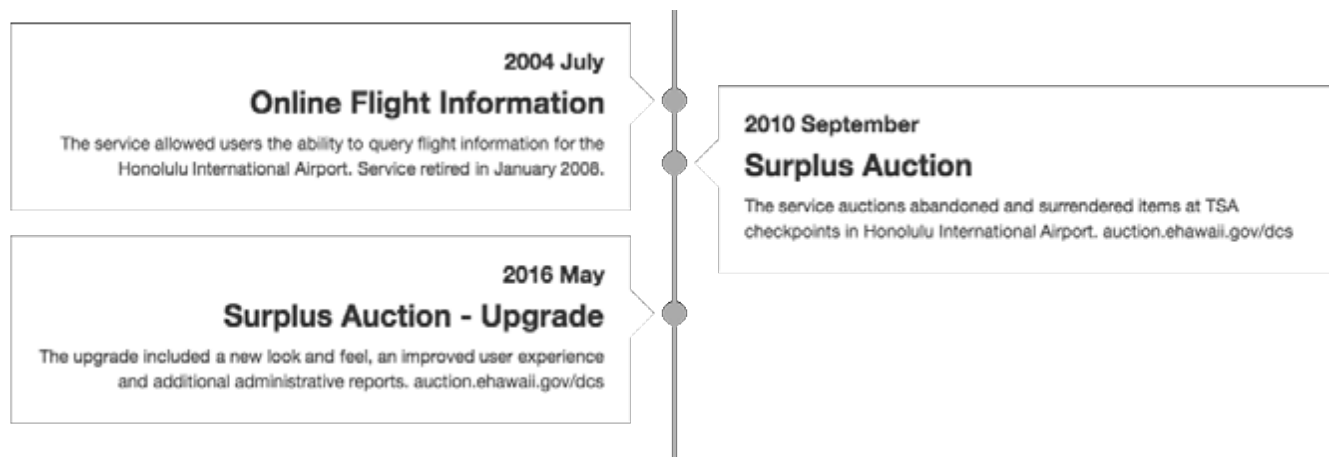 2004 July
Online Flight Information
The service allowed users the ability to query flight information for the
Honolulu International Airport. Service retired in January 2008.
2010 September
Surplus Auction
The service auctions abandoned and surrendered items at TSA
checkpoints in Honolulu International Airport. auction.ehawaii.gov/dcs
2016 May
Surplus Auction - Upgrade
The upgrade included a new look and feel, an improved user experience
and additional administrative reports. auction.ehawaii.gov/dcs